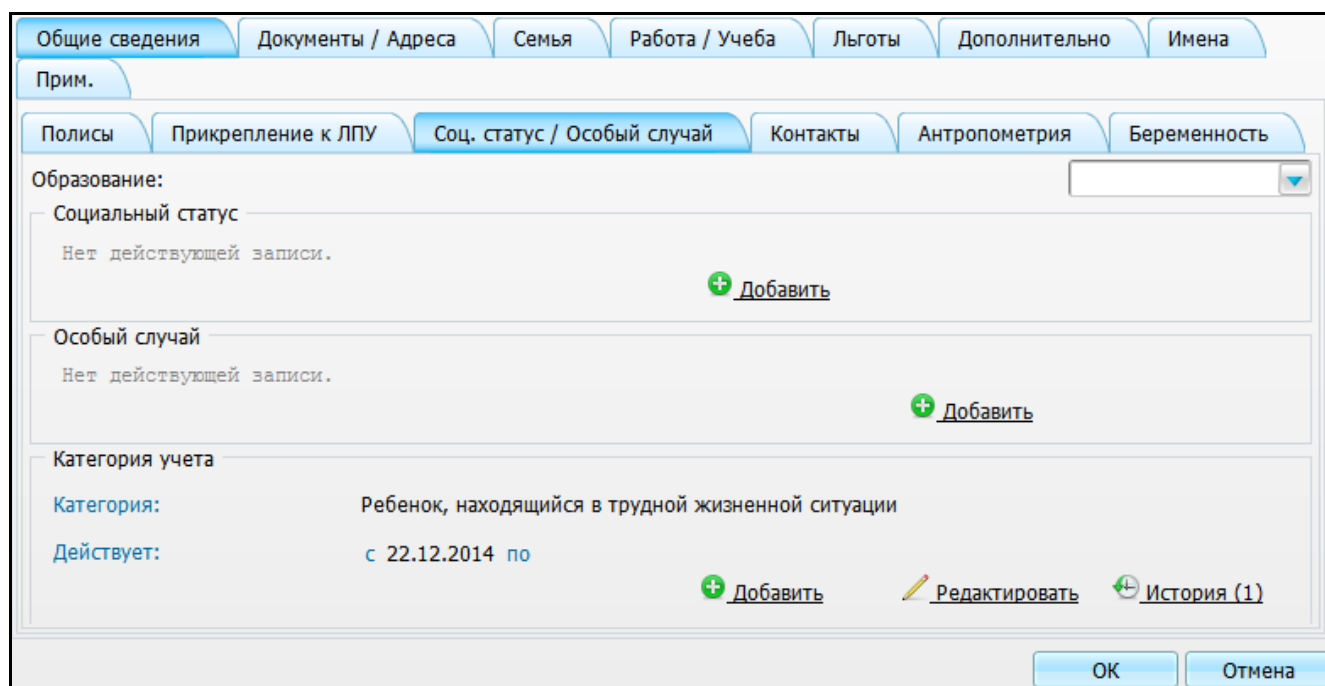 Общие сведения Документы / Адреса Семья Работа / Учеба Льготы Дополнительно Имена
Прим.
Полисы Прикрепление к ЛПУ Соц. статус / Особый случай Контакты Антропометрия Беременность
Образование:
Социальный статус
Нет действующей записи.
Добавить
Особый случай
Нет действующей записи.
Добавить
Категория учета
Категория: Ребенок, находящийся в трудной жизненной ситуации
Действует: с 22.12.2014 по
Добавить Редактировать История (1)
ОК Отмена